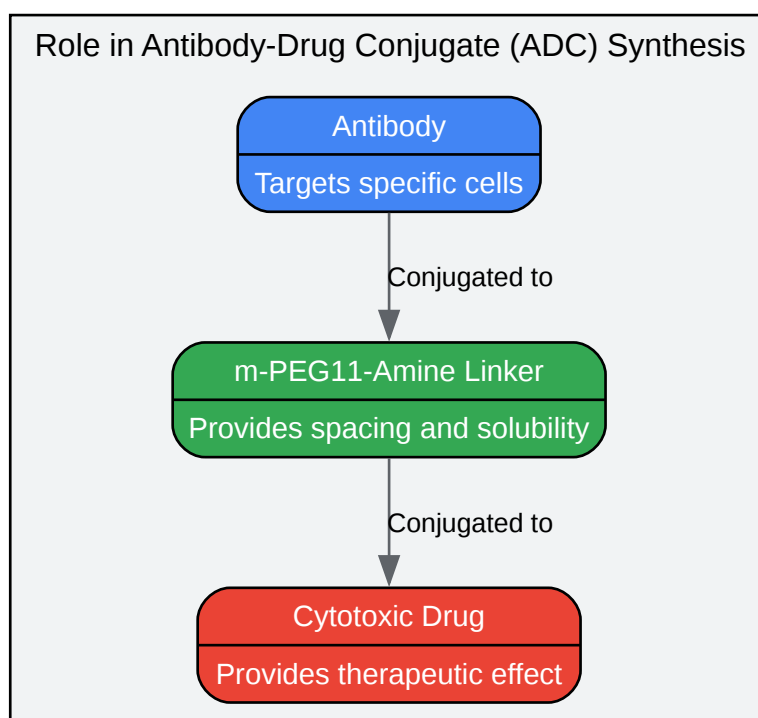 Role in Antibody-Drug Conjugate (ADC) Synthesis
Antibody
Targets specific cells
Conjugated to
m-PEG11-Amine Linker
Provides spacing and solubility
Conjugated to
Cytotoxic Drug
Provides therapeutic effect